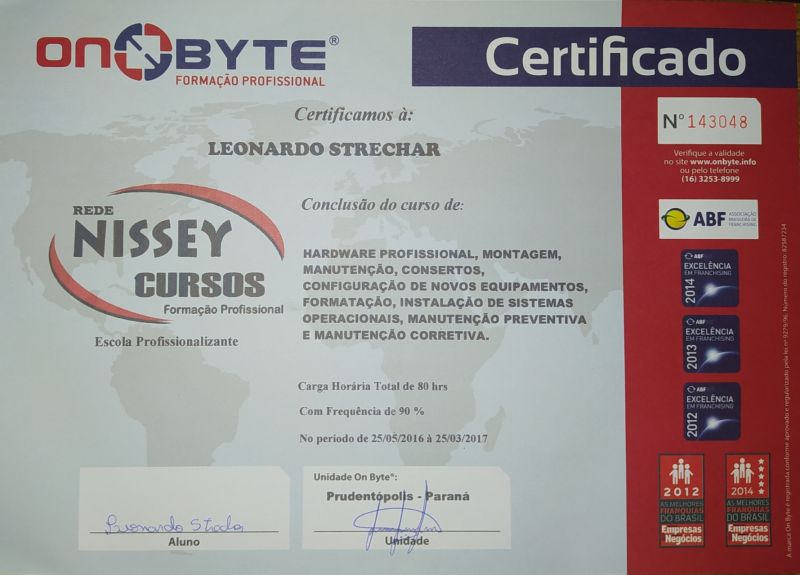 ON BYTE®
FORMAÇÃO PROFISSIONAL
Certificado
Certificamos à:
LEONARDO STRECHAR
Nº 143048
Verifique a validade
no site www.onbyte.info
ou pelo telefone
(16) 3253-8999
REDE
NISSEY
CURSOS
Formação Profissional
Escola Profissionalizante
Conclusão do curso de:
HARDWARE PROFISSIONAL, MONTAGEM,
MANUTENÇÃO, CONSERTOS,
CONFIGURAÇÃO DE NOVOS EQUIPAMENTOS,
FORMATAÇÃO, INSTALAÇÃO DE SISTEMAS
OPERACIONAIS, MANUTENÇÃO PREVENTIVA
E MANUTENÇÃO CORRETIVA.
Carga Horária Total de 80 hrs
Com Frequência de 90 %
No período de 25/05/2016 à 25/03/2017
Leonardo
Aluno
Unidade On Byte®:
Prudentópolis - Paraná
Unidade
ABF ASSOCIAÇÃO
BRASILEIRA DE
FRANCHISING
ABF
EXCELÊNCIA
EM FRANCHISING
2014
ABF
EXCELÊNCIA
EM FRANCHISING
2013
ABF
EXCELÊNCIA
EM FRANCHISING
2012
2012
AS MELHORES
FRANQUIAS
DO BRASIL
Empresas
Negócios
2014
AS MELHORES
FRANQUIAS
DO BRASIL
Empresas
Negócios
A marca On Byte é registrada conforme aprovado e regularizado pela lei nº 9279/96. Número do registro: 82587234